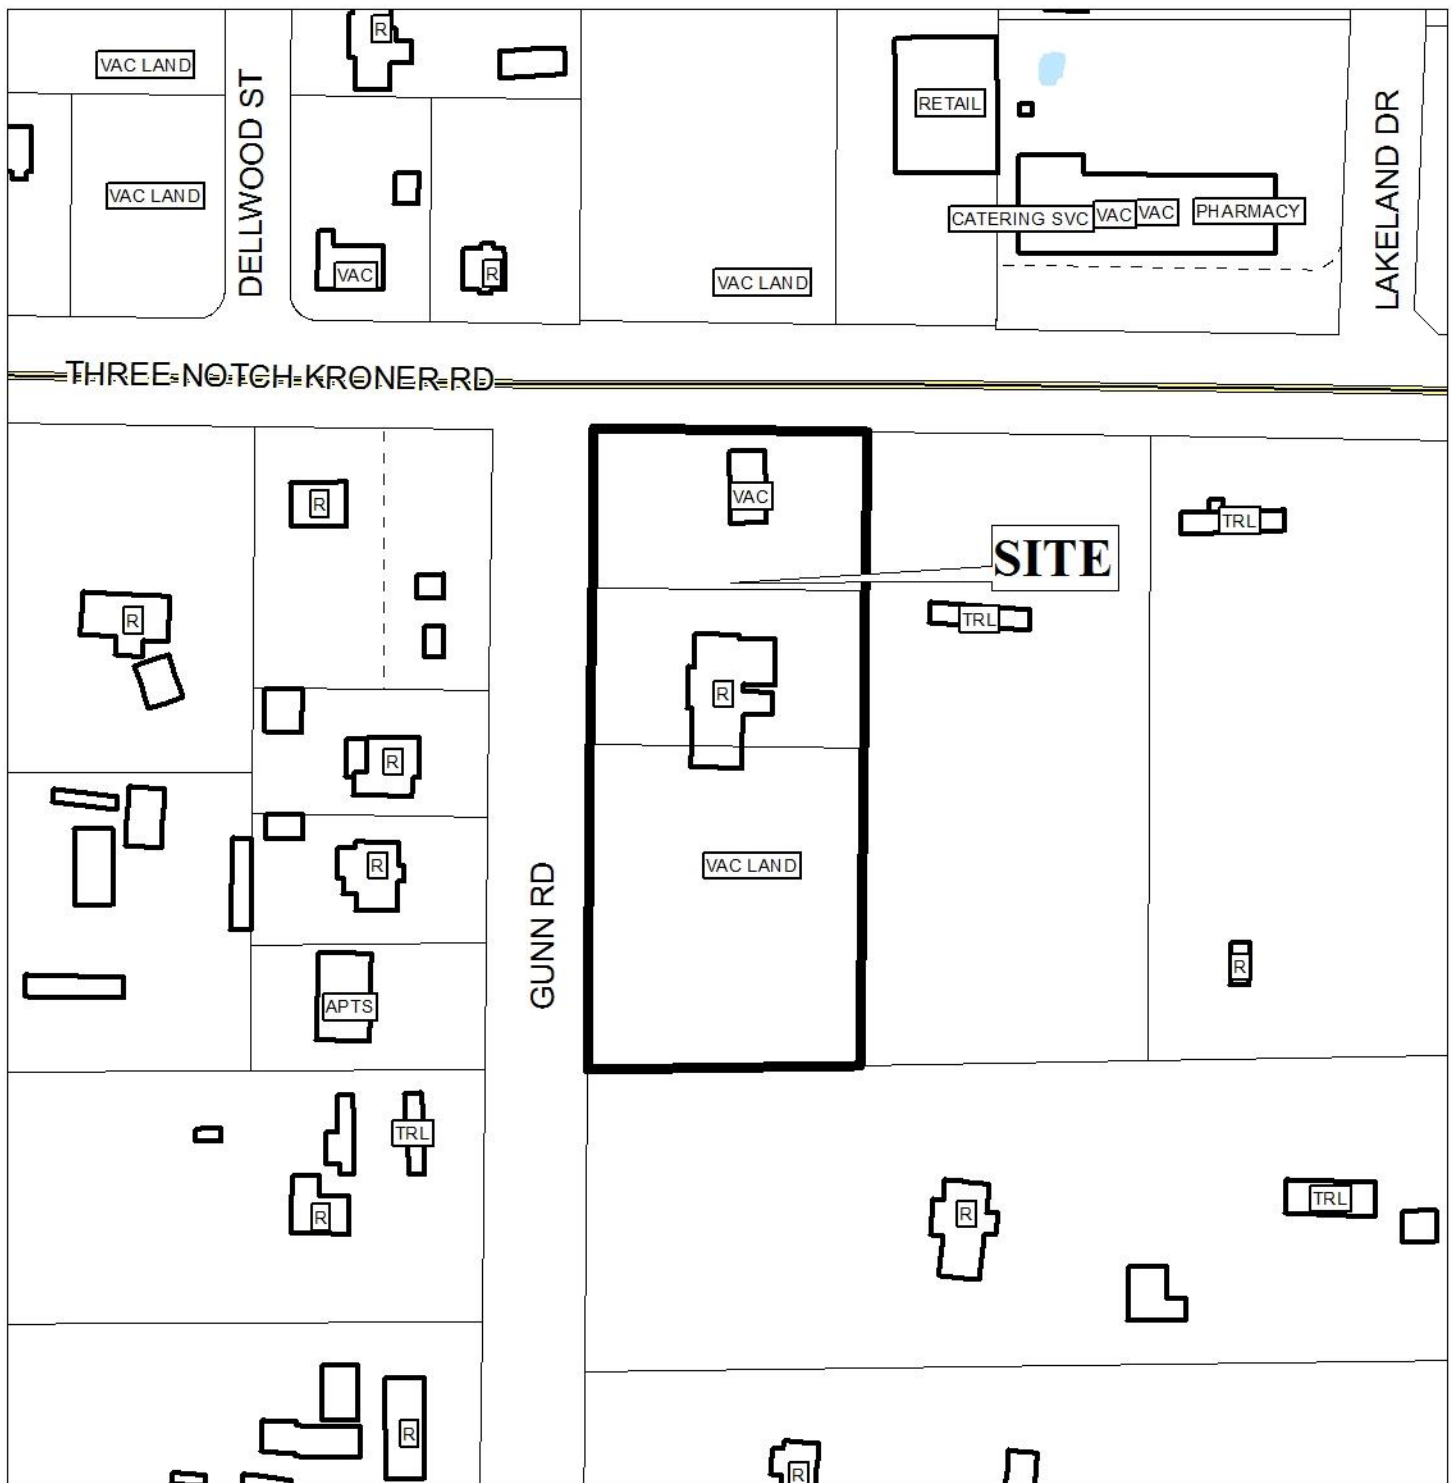 R
VAC LAND
DELLWOOD ST
RETAIL
LAKELAND DR
VAC LAND
CATERING SVC
VAC
VAC
PHARMACY
VAC
R
VAC LAND
THREE NOTCH-KRONER RD
VAC
R
SITE
TRL
TRL
R
R
R
VAC LAND
R
GUNN RD
R
APTS
TRL
TRL
R
R
R
R